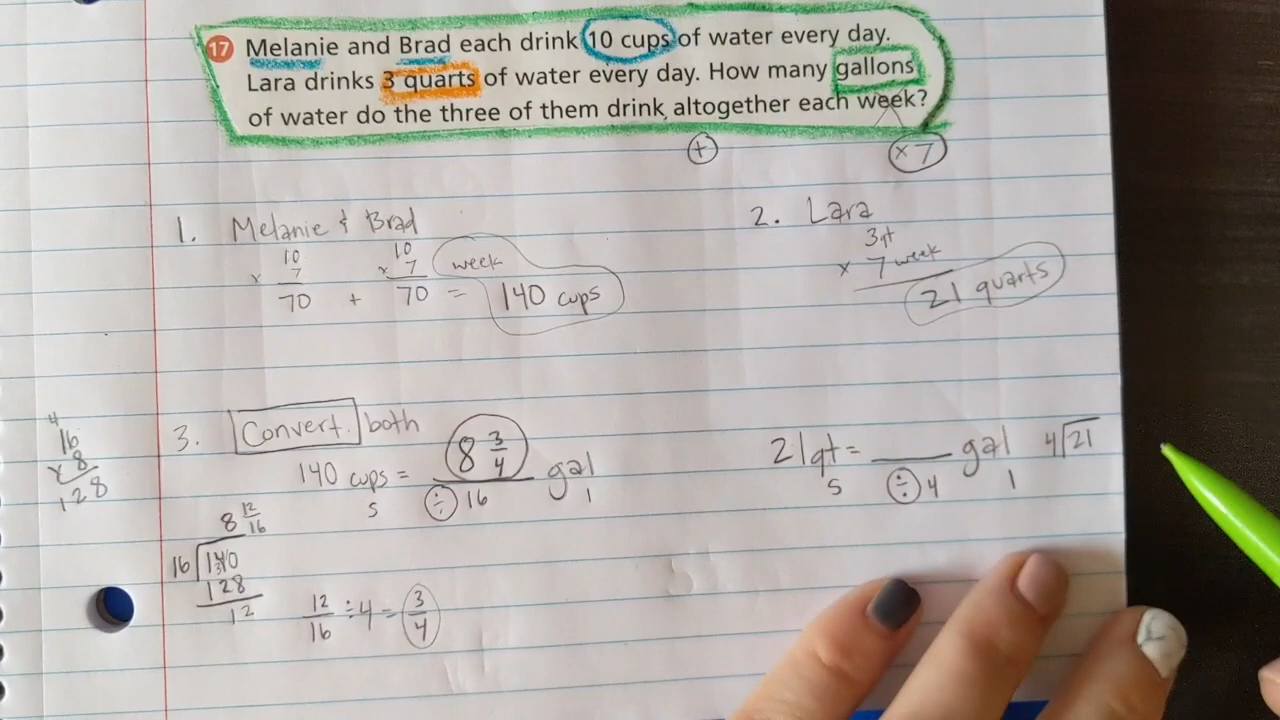 17 Melanie and Brad each drink 10 cups of water every day.
Lara drinks 3 quarts of water every day. How many gallons
of water do the three of them drink altogether each week?
+
× 7
1. Melanie & Brad
10
× 7
70
+
10
× 7
70
= 140 cups
week
2. Lara
3qt
× 7 week
21 quarts
3. Convert both
140 cups = 8 3/4 gal
S ÷ 16 1
4
16
× 8
128
8 12/16
16 140
3
128
12
12/16 ÷ 4 = 3/4
21qt = ___ gal
S ÷ 4 1
4 21